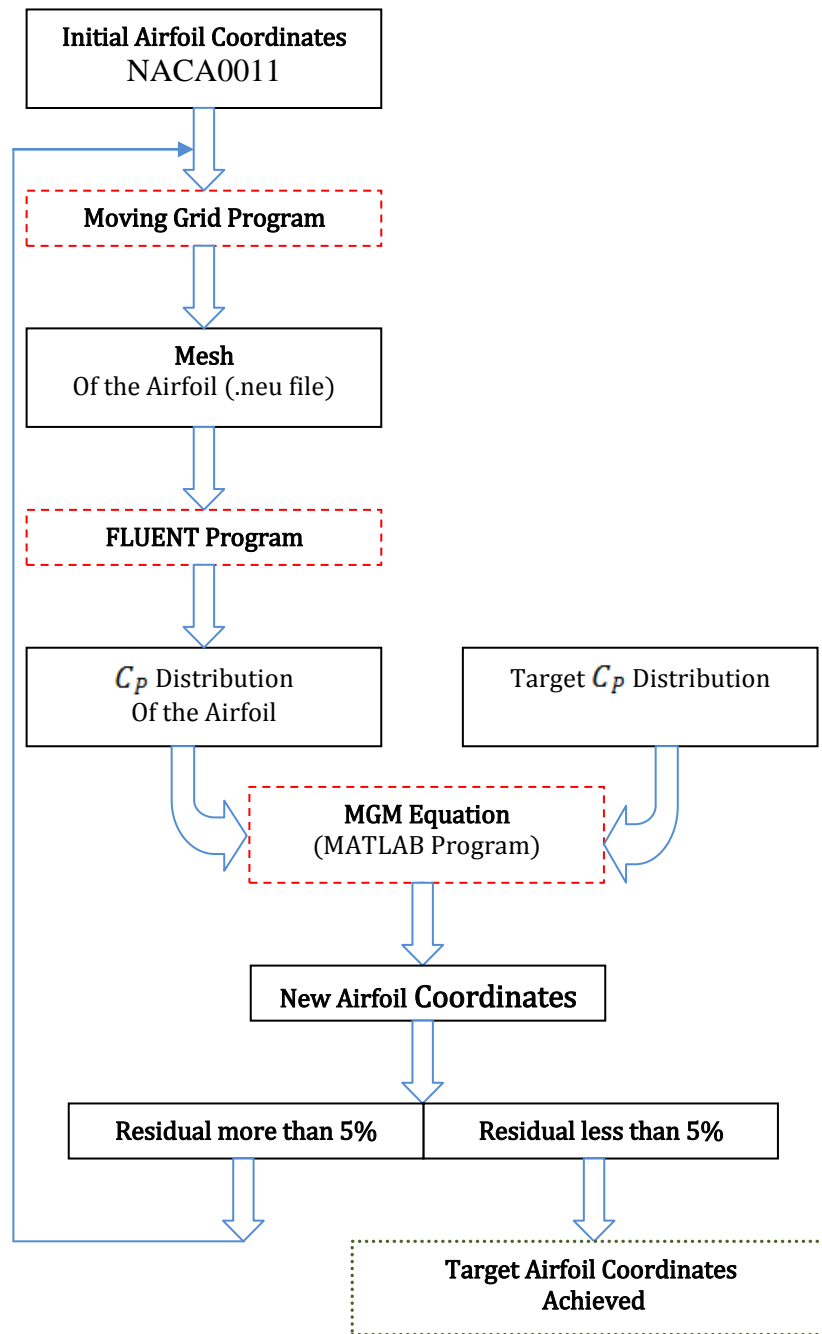 Initial Airfoil Coordinates
NACA0011
Moving Grid Program
Mesh
Of the Airfoil (.neu file)
FLUENT Program
C_P Distribution
Of the Airfoil
Target C_P Distribution
MGM Equation
(MATLAB Program)
New Airfoil Coordinates
Residual more than 5%
Residual less than 5%
Target Airfoil Coordinates
Achieved